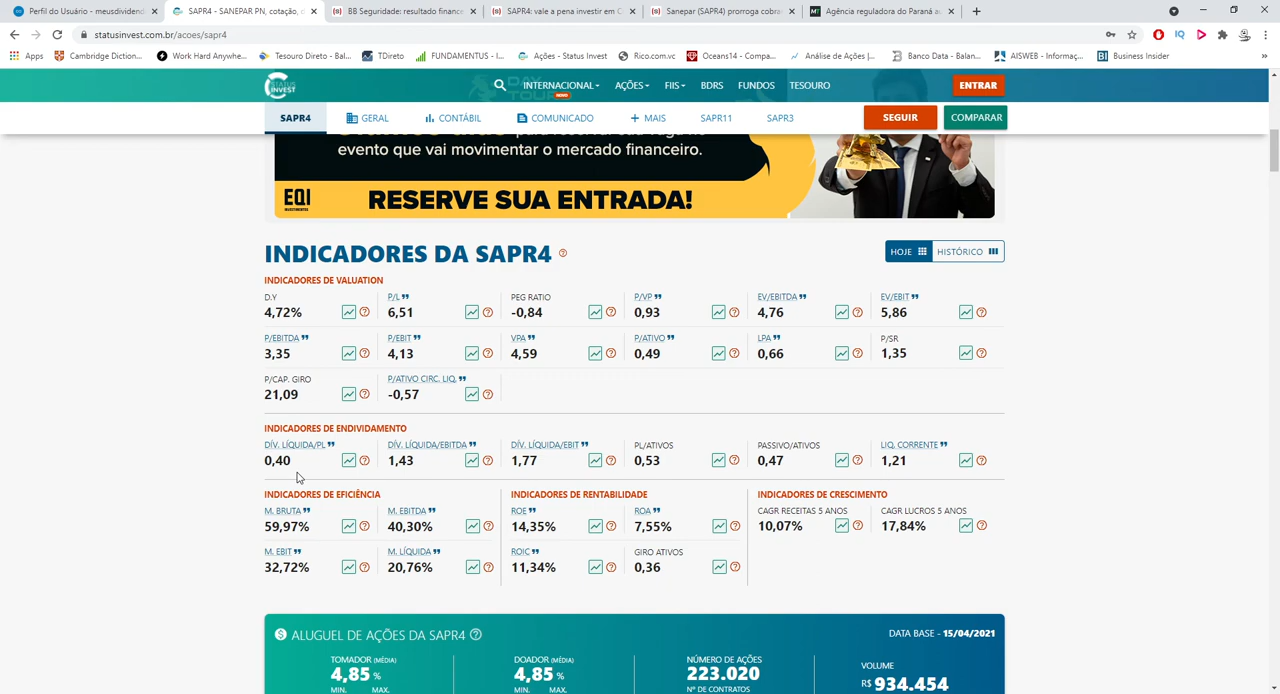 Perfil do Usuário - meusdividend
SAPR4 - SANEPAR PN, cotação, d
BB Seguridade: resultado finance
SAPR4: vale a pena investir em C
Sanepar (SAPR4) prorroga cobra
Agência reguladora do Paraná au
statusinvest.com.br/acoes/sapr4
Apps
Cambridge Diction...
Work Hard Anywhe...
Tesouro Direto - Bal...
TDireto
FUNDAMENTUS - I...
Ações - Status Invest
Rico.com.vc
Oceans14 - Compa...
Análise de Ações |...
Banco Data - Balan...
AISWEB - Informaç...
Business Insider
STATUS INVEST
INTERNACIONAL
NOVO
AÇÕES
FIIS
BDRS
FUNDOS
TESOURO
ENTRAR
SAPR4
GERAL
CONTÁBIL
COMUNICADO
+ MAIS
SAPR11
SAPR3
SEGUIR
COMPARAR
evento que vai movimentar o mercado financeiro.
EQI
INVESTIMENTOS
RESERVE SUA ENTRADA!
INDICADORES DA SAPR4
HOJE
HISTÓRICO
INDICADORES DE VALUATION
D.Y
P/L
PEG RATIO
P/VP
EV/EBITDA
EV/EBIT
4,72%
6,51
-0,84
0,93
4,76
5,86
P/EBITDA
P/EBIT
VPA
P/ATIVO
LPA
P/SR
3,35
4,13
4,59
0,49
0,66
1,35
P/CAP. GIRO
P/ATIVO CIRC. LIQ.
21,09
-0,57
INDICADORES DE ENDIVIDAMENTO
DÍV. LÍQUIDA/PL
DÍV. LÍQUIDA/EBITDA
DÍV. LÍQUIDA/EBIT
PL/ATIVOS
PASSIVO/ATIVOS
LIQ. CORRENTE
0,40
1,43
1,77
0,53
0,47
1,21
INDICADORES DE EFICIÊNCIA
INDICADORES DE RENTABILIDADE
INDICADORES DE CRESCIMENTO
M. BRUTA
M. EBITDA
ROE
ROA
CAGR RECEITAS 5 ANOS
CAGR LUCROS 5 ANOS
59,97%
40,30%
14,35%
7,55%
10,07%
17,84%
M. EBIT
M. LÍQUIDA
ROIC
GIRO ATIVOS
32,72%
20,76%
11,34%
0,36
ALUGUEL DE AÇÕES DA SAPR4
DATA BASE - 15/04/2021
TOMADOR (MÉDIA)
DOADOR (MÉDIA)
NÚMERO DE AÇÕES
VOLUME
4,85 %
4,85 %
223.020
R$ 934.454
MIN.
MAX.
MIN.
MAX.
Nº DE CONTRATOS